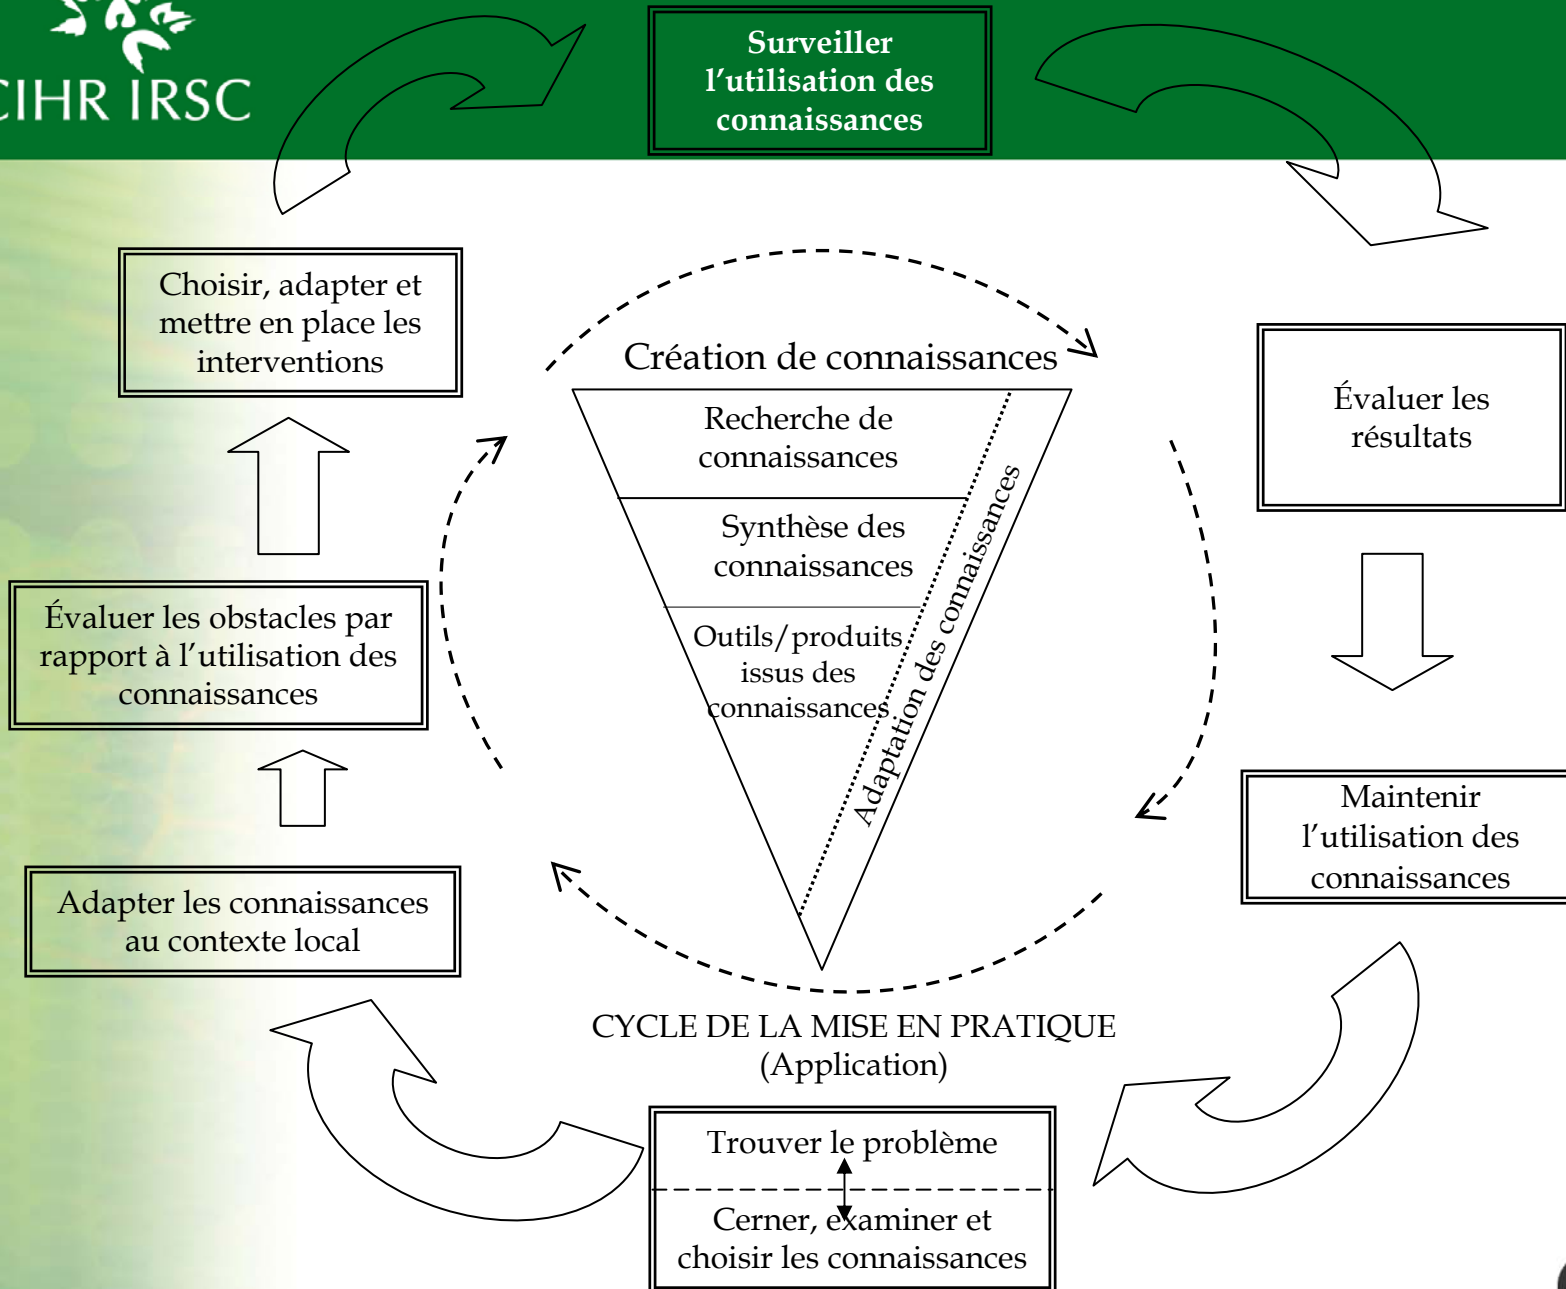 CIHR IRSC
Surveiller
l’utilisation des
connaissances
Choisir, adapter et
mettre en place les
interventions
Création de connaissances
Recherche de
connaissances
Synthèse des
connaissances
Outils/produits
issus des
connaissances
Adaptation des connaissances
Évaluer les
résultats
Évaluer les obstacles par
rapport à l’utilisation des
connaissances
Maintenir
l’utilisation des
connaissances
Adapter les connaissances
au contexte local
CYCLE DE LA MISE EN PRATIQUE
(Application)
Trouver le problème
Cerner, examiner et
choisir les connaissances